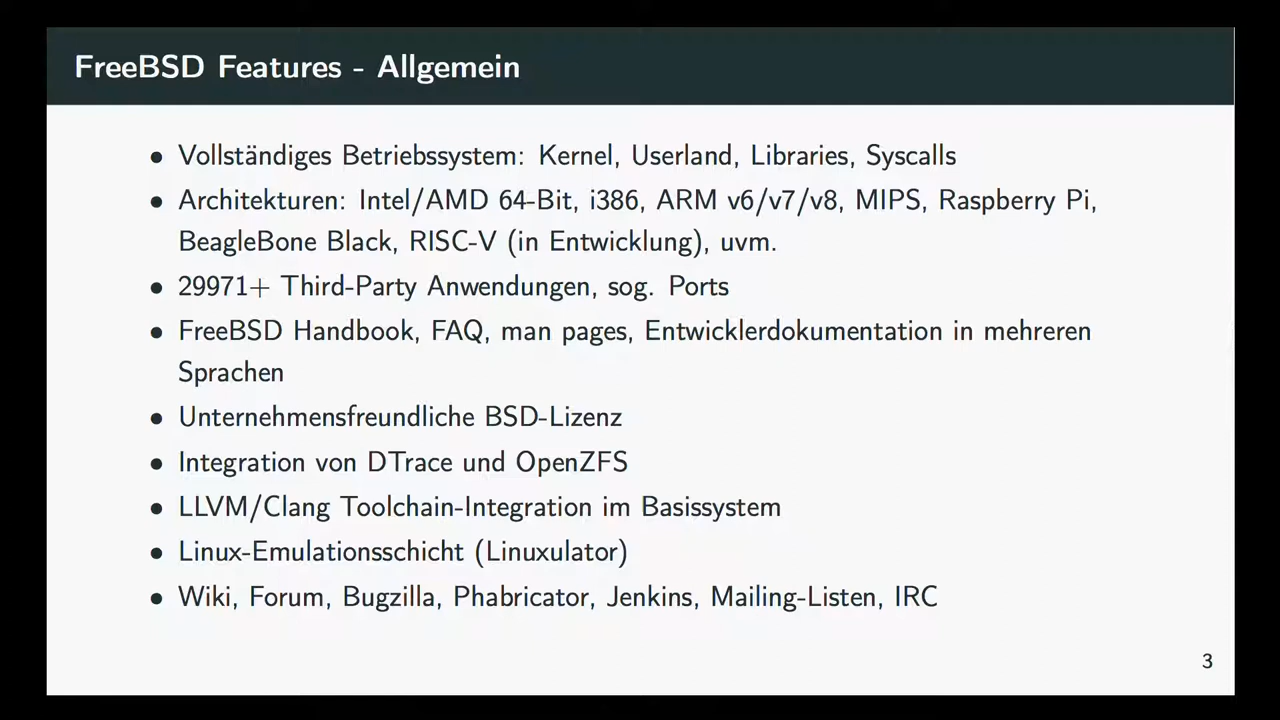 FreeBSD Features - Allgemein
• Vollständiges Betriebssystem: Kernel, Userland, Libraries, Syscalls
• Architekturen: Intel/AMD 64-Bit, i386, ARM v6/v7/v8, MIPS, Raspberry Pi,
BeagleBone Black, RISC-V (in Entwicklung), uvm.
• 29971+ Third-Party Anwendungen, sog. Ports
• FreeBSD Handbook, FAQ, man pages, Entwicklerdokumentation in mehreren
Sprachen
• Unternehmensfreundliche BSD-Lizenz
• Integration von DTrace und OpenZFS
• LLVM/Clang Toolchain-Integration im Basissystem
• Linux-Emulationsschicht (Linuxulator)
• Wiki, Forum, Bugzilla, Phabricator, Jenkins, Mailing-Listen, IRC
3